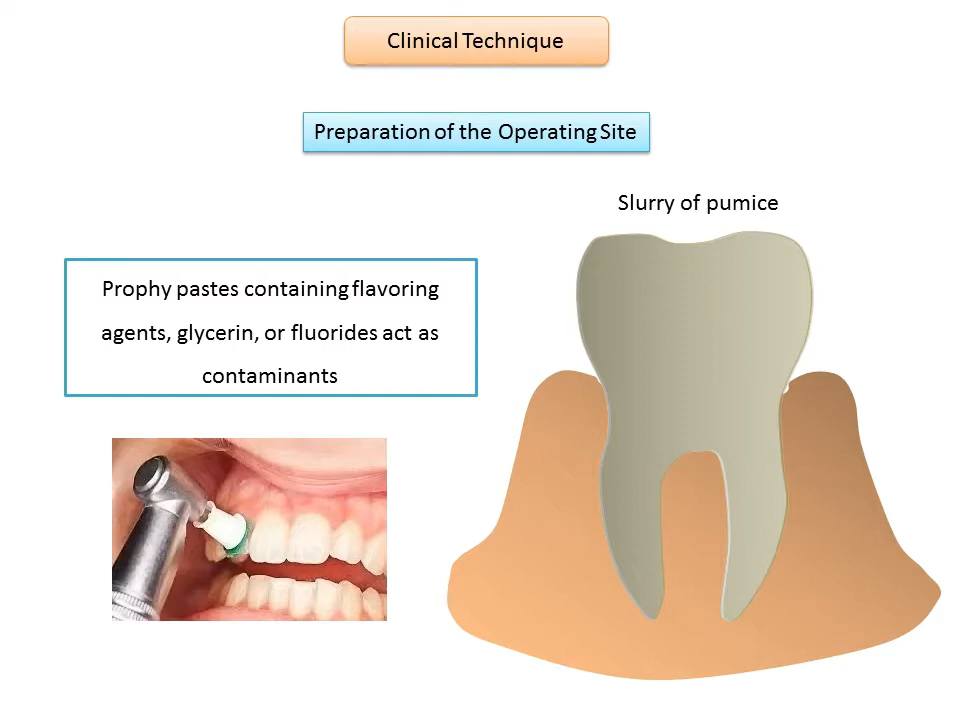 Clinical Technique
Preparation of the Operating Site
Slurry of pumice
Prophy pastes containing flavoring
agents, glycerin, or fluorides act as
contaminants